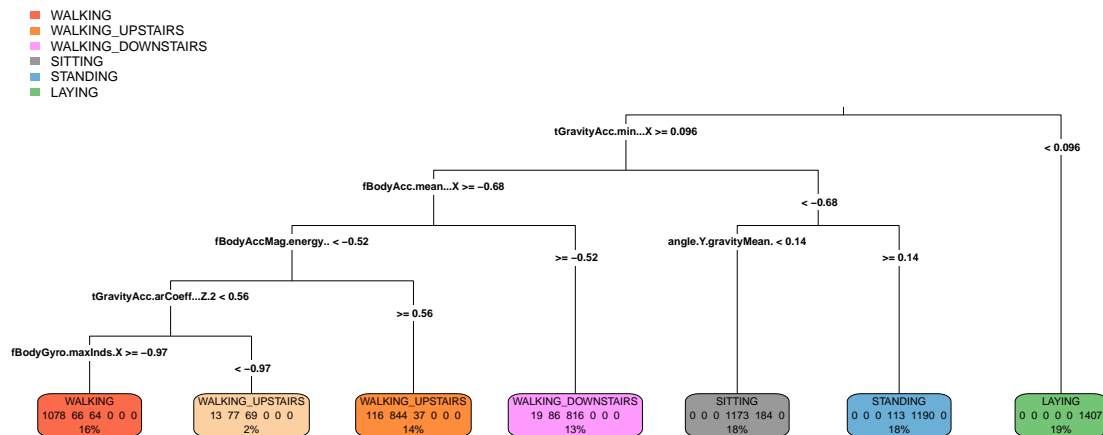 WALKING
WALKING_UPSTAIRS
WALKING_DOWNSTAIRS
SITTING
STANDING
LAYING
tGravityAcc.min...X >= 0.096
< 0.096
fBodyAcc.mean...X >= −0.68
< −0.68
fBodyAccMag.energy.. < −0.52
>= −0.52
angle.Y.gravityMean. < 0.14
>= 0.14
tGravityAcc.arCoeff...Z.2 < 0.56
>= 0.56
fBodyGyro.maxInds.X >= −0.97
< −0.97
WALKING
1078 66 64 0 0 0
16%
WALKING_UPSTAIRS
13 77 69 0 0 0
2%
WALKING_UPSTAIRS
116 844 37 0 0 0
14%
WALKING_DOWNSTAIRS
19 86 816 0 0 0
13%
SITTING
0 0 0 1173 184 0
18%
STANDING
0 0 0 113 1190 0
18%
LAYING
0 0 0 0 0 1407
19%